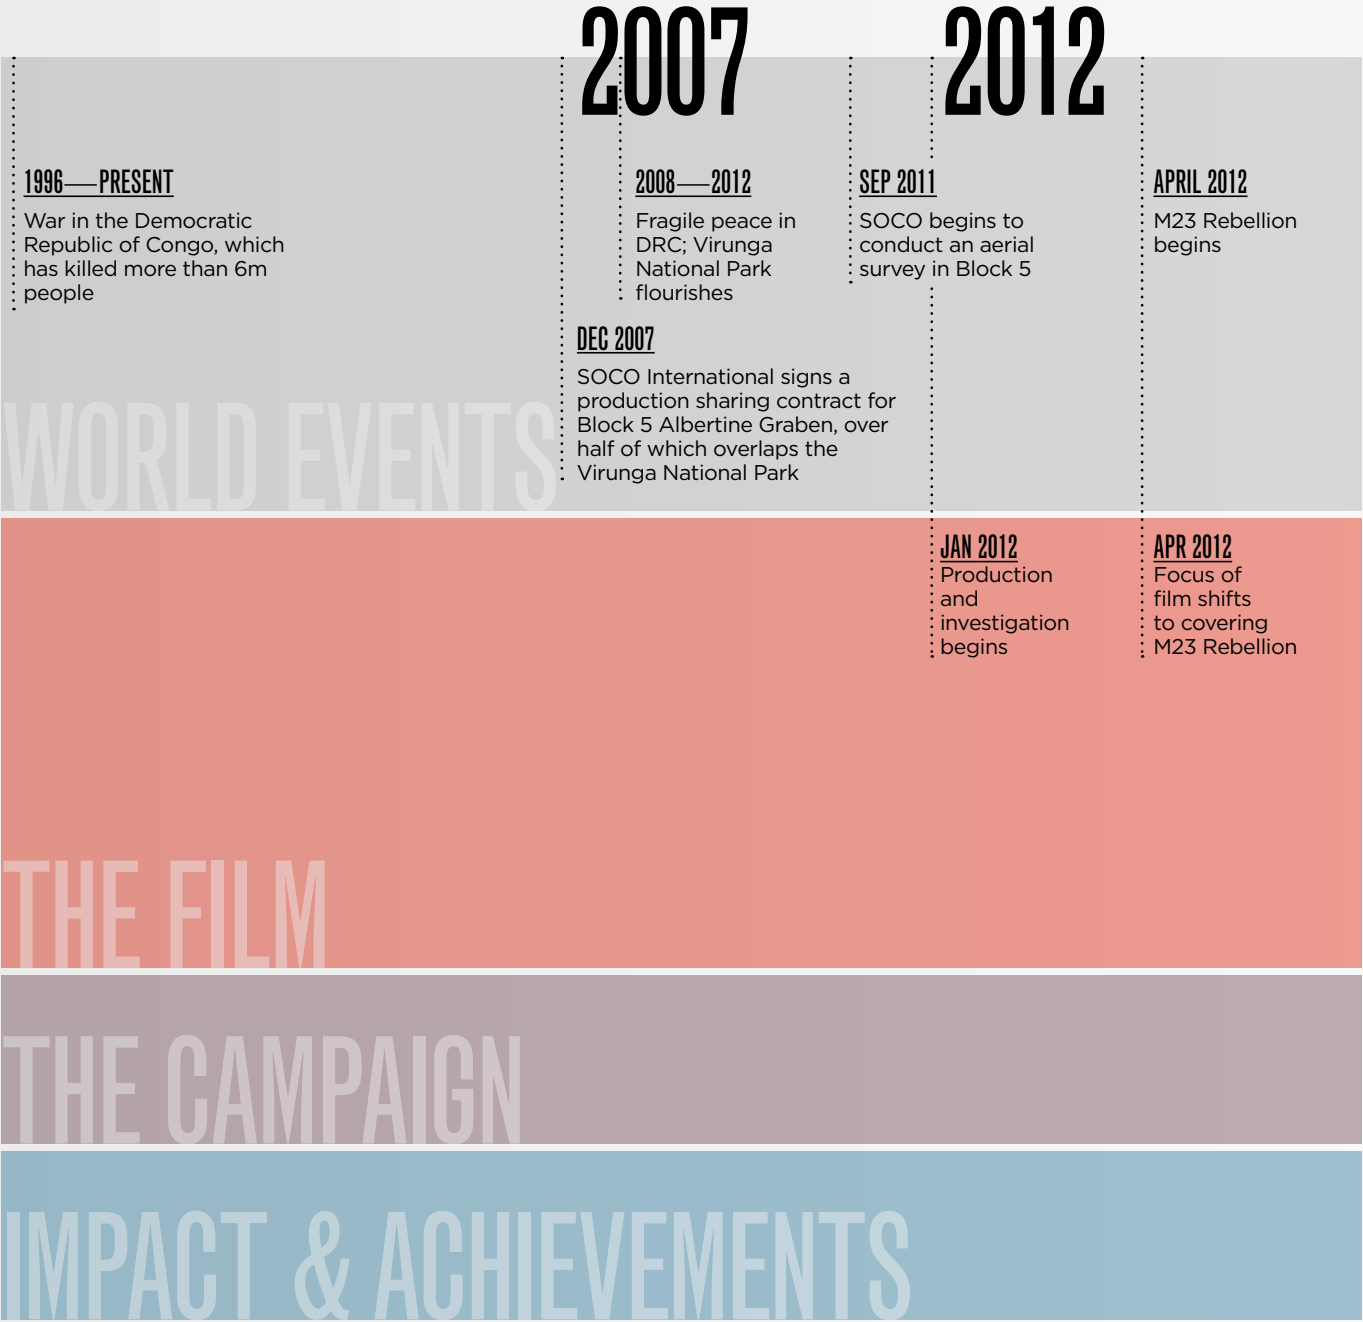 2007
2012
1996—PRESENT
War in the Democratic
Republic of Congo, which
has killed more than 6m
people
2008—2012
Fragile peace in
DRC; Virunga
National Park
flourishes
SEP 2011
SOCO begins to
conduct an aerial
survey in Block 5
APRIL 2012
M23 Rebellion
begins
DEC 2007
SOCO International signs a
production sharing contract for
Block 5 Albertine Graben, over
half of which overlaps the
Virunga National Park
WORLD EVENTS
JAN 2012
Production
and
investigation
begins
APR 2012
Focus of
film shifts
to covering
M23 Rebellion
THE FILM
THE CAMPAIGN
IMPACT & ACHIEVEMENTS